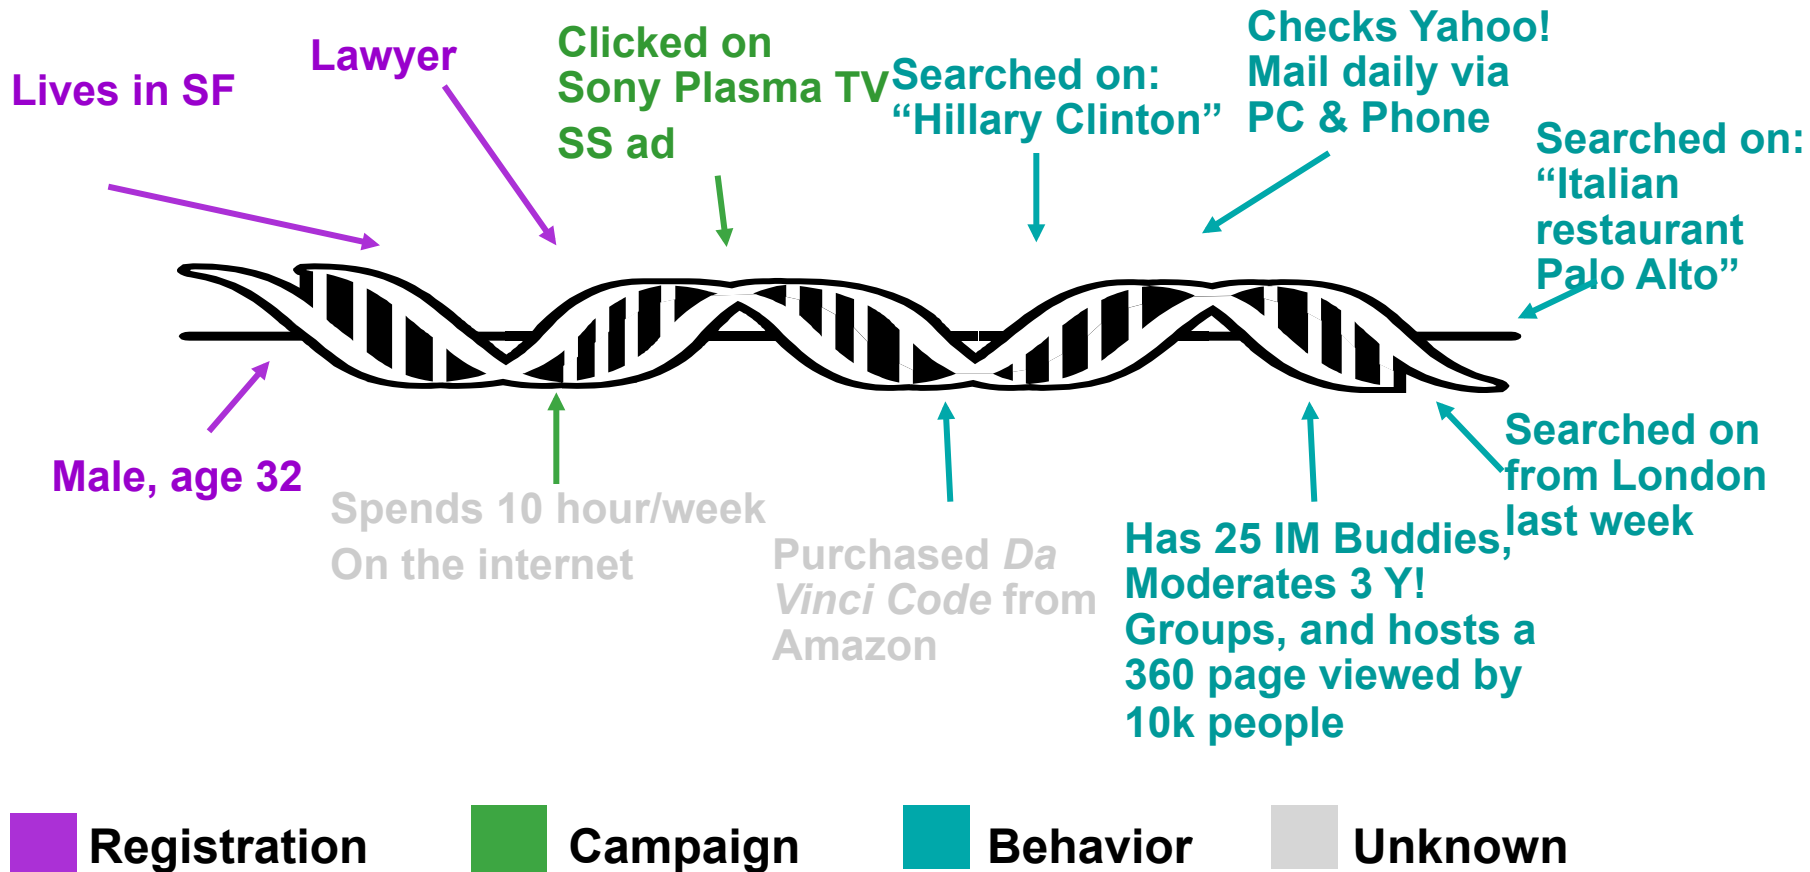 Lives in SF
Lawyer
Clicked on
Sony Plasma TV
SS ad
Searched on:
“Hillary Clinton”
Checks Yahoo!
Mail daily via
PC & Phone
Searched on:
“Italian
restaurant
Palo Alto”
Male, age 32
Spends 10 hour/week
On the internet
Purchased Da
Vinci Code from
Amazon
Has 25 IM Buddies,
Moderates 3 Y!
Groups, and hosts a
360 page viewed by
10k people
Searched on
from London
last week
Registration
Campaign
Behavior
Unknown